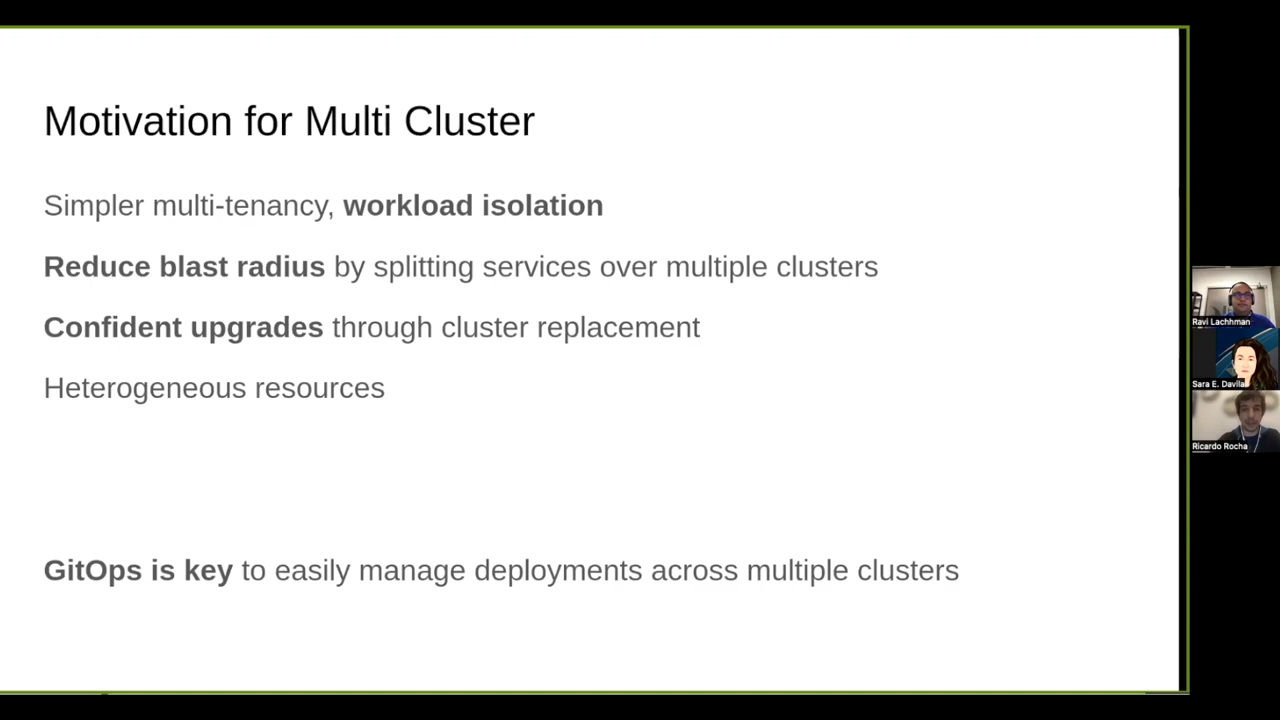 Motivation for Multi Cluster
Simpler multi-tenancy, workload isolation
Reduce blast radius by splitting services over multiple clusters
Confident upgrades through cluster replacement
Heterogeneous resources
GitOps is key to easily manage deployments across multiple clusters
Ravi Lachhman
Sara E. Davila
Ricardo Rocha